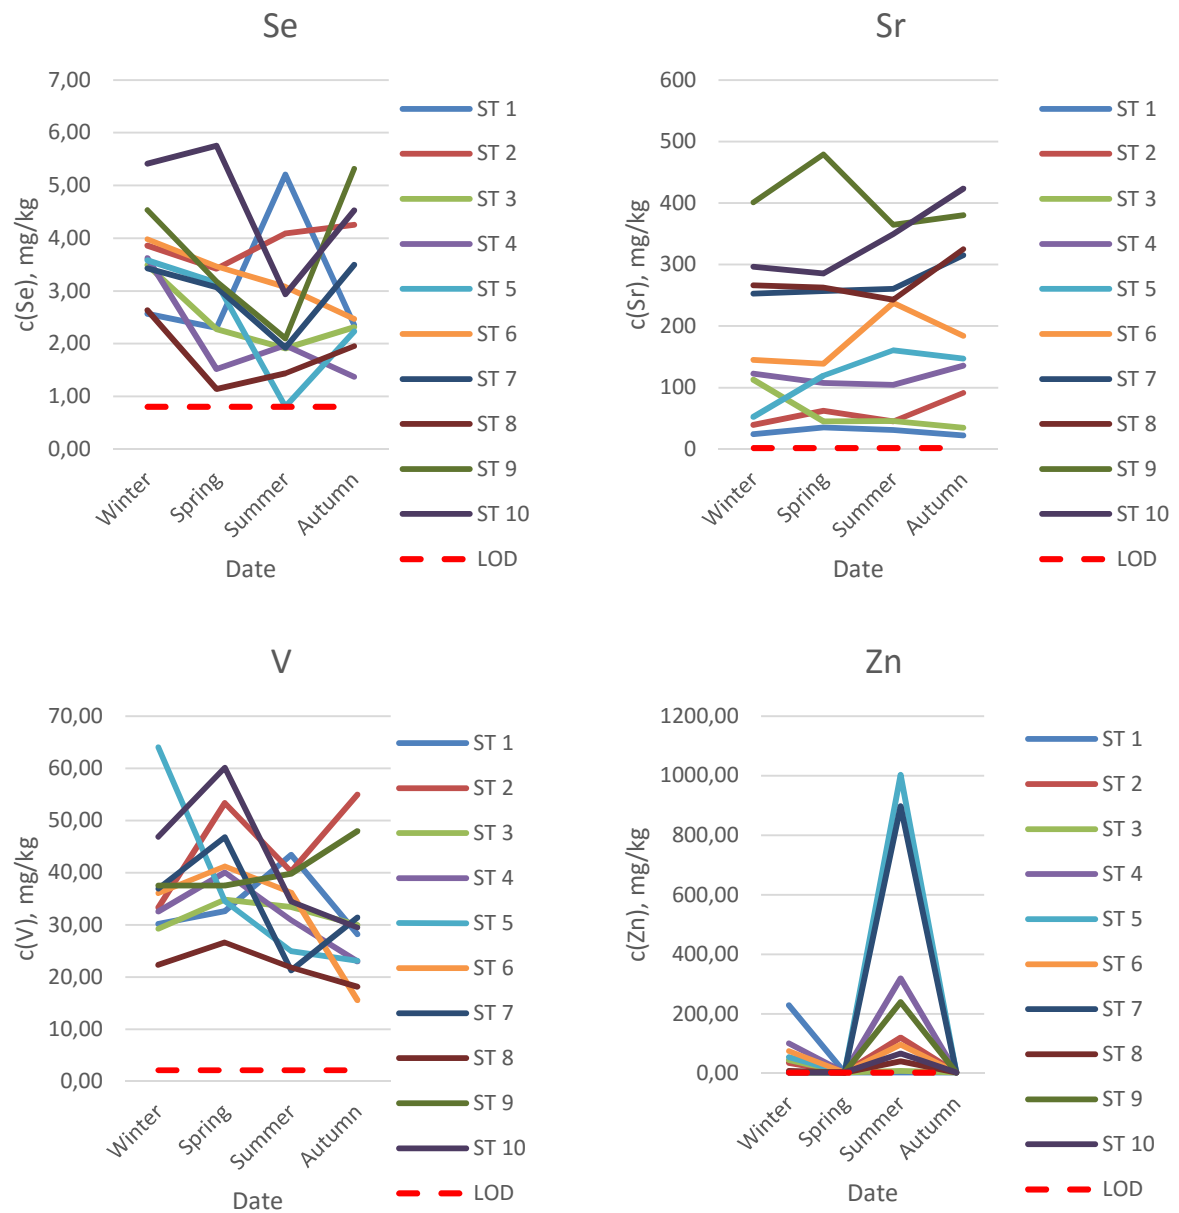 Se
c(Se), mg/kg
7,00
6,00
5,00
4,00
3,00
2,00
1,00
0,00
Winter
Spring
Summer
Autumn
Date
ST 1
ST 2
ST 3
ST 4
ST 5
ST 6
ST 7
ST 8
ST 9
ST 10
LOD
Sr
c(Sr), mg/kg
600
500
400
300
200
100
0
Winter
Spring
Summer
Autumn
Date
ST 1
ST 2
ST 3
ST 4
ST 5
ST 6
ST 7
ST 8
ST 9
ST 10
LOD
V
c(V), mg/kg
70,00
60,00
50,00
40,00
30,00
20,00
10,00
0,00
Winter
Spring
Summer
Autumn
Date
ST 1
ST 2
ST 3
ST 4
ST 5
ST 6
ST 7
ST 8
ST 9
ST 10
LOD
Zn
c(Zn), mg/kg
1200,00
1000,00
800,00
600,00
400,00
200,00
0,00
Winter
Spring
Summer
Autumn
Date
ST 1
ST 2
ST 3
ST 4
ST 5
ST 6
ST 7
ST 8
ST 9
ST 10
LOD